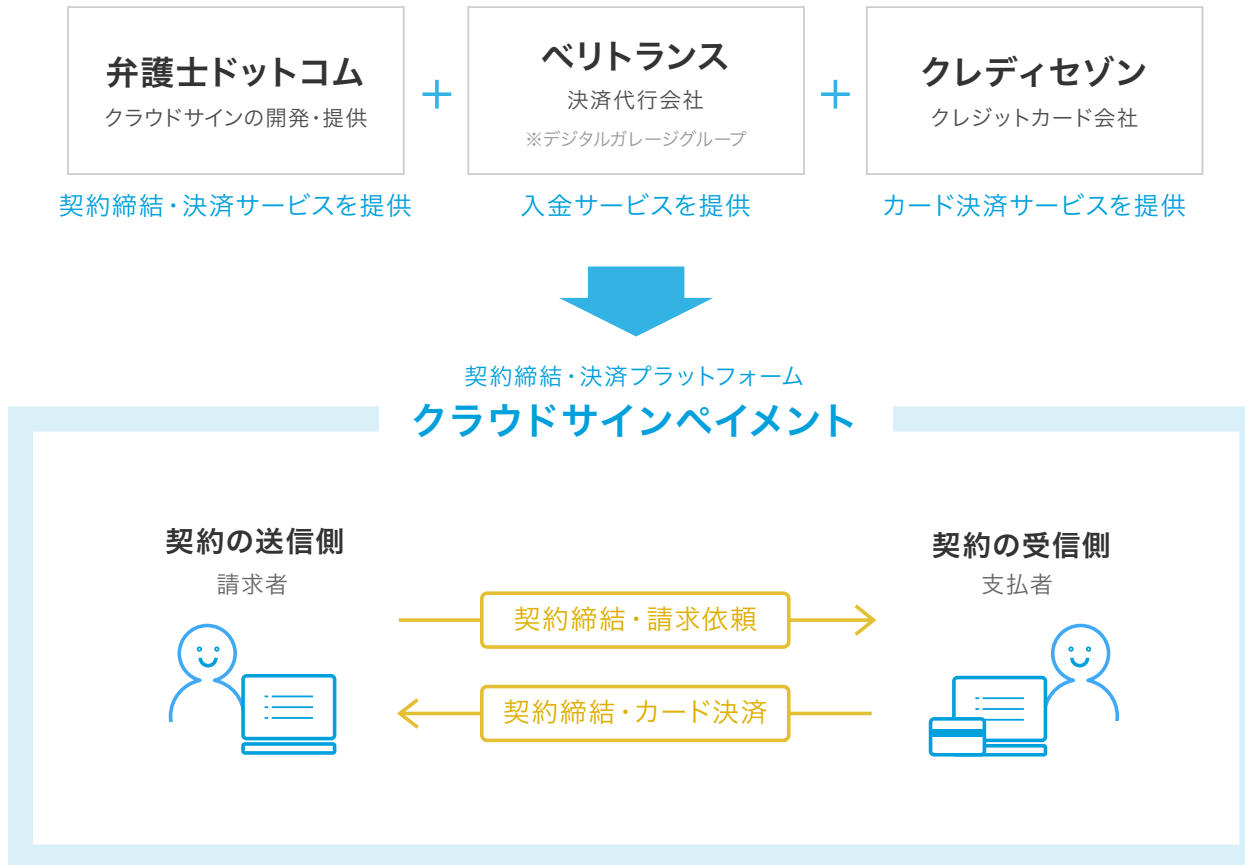 弁護士ドットコム
クラウドサインの開発・提供
契約締結・決済サービスを提供
+
ベリトランス
決済代行会社
※デジタルガレージグループ
入金サービスを提供
+
クレディセゾン
クレジットカード会社
カード決済サービスを提供
契約締結・決済プラットフォーム
クラウドサインペイメント
契約の送信側
請求者
契約の受信側
支払者
契約締結・請求依頼
契約締結・カード決済